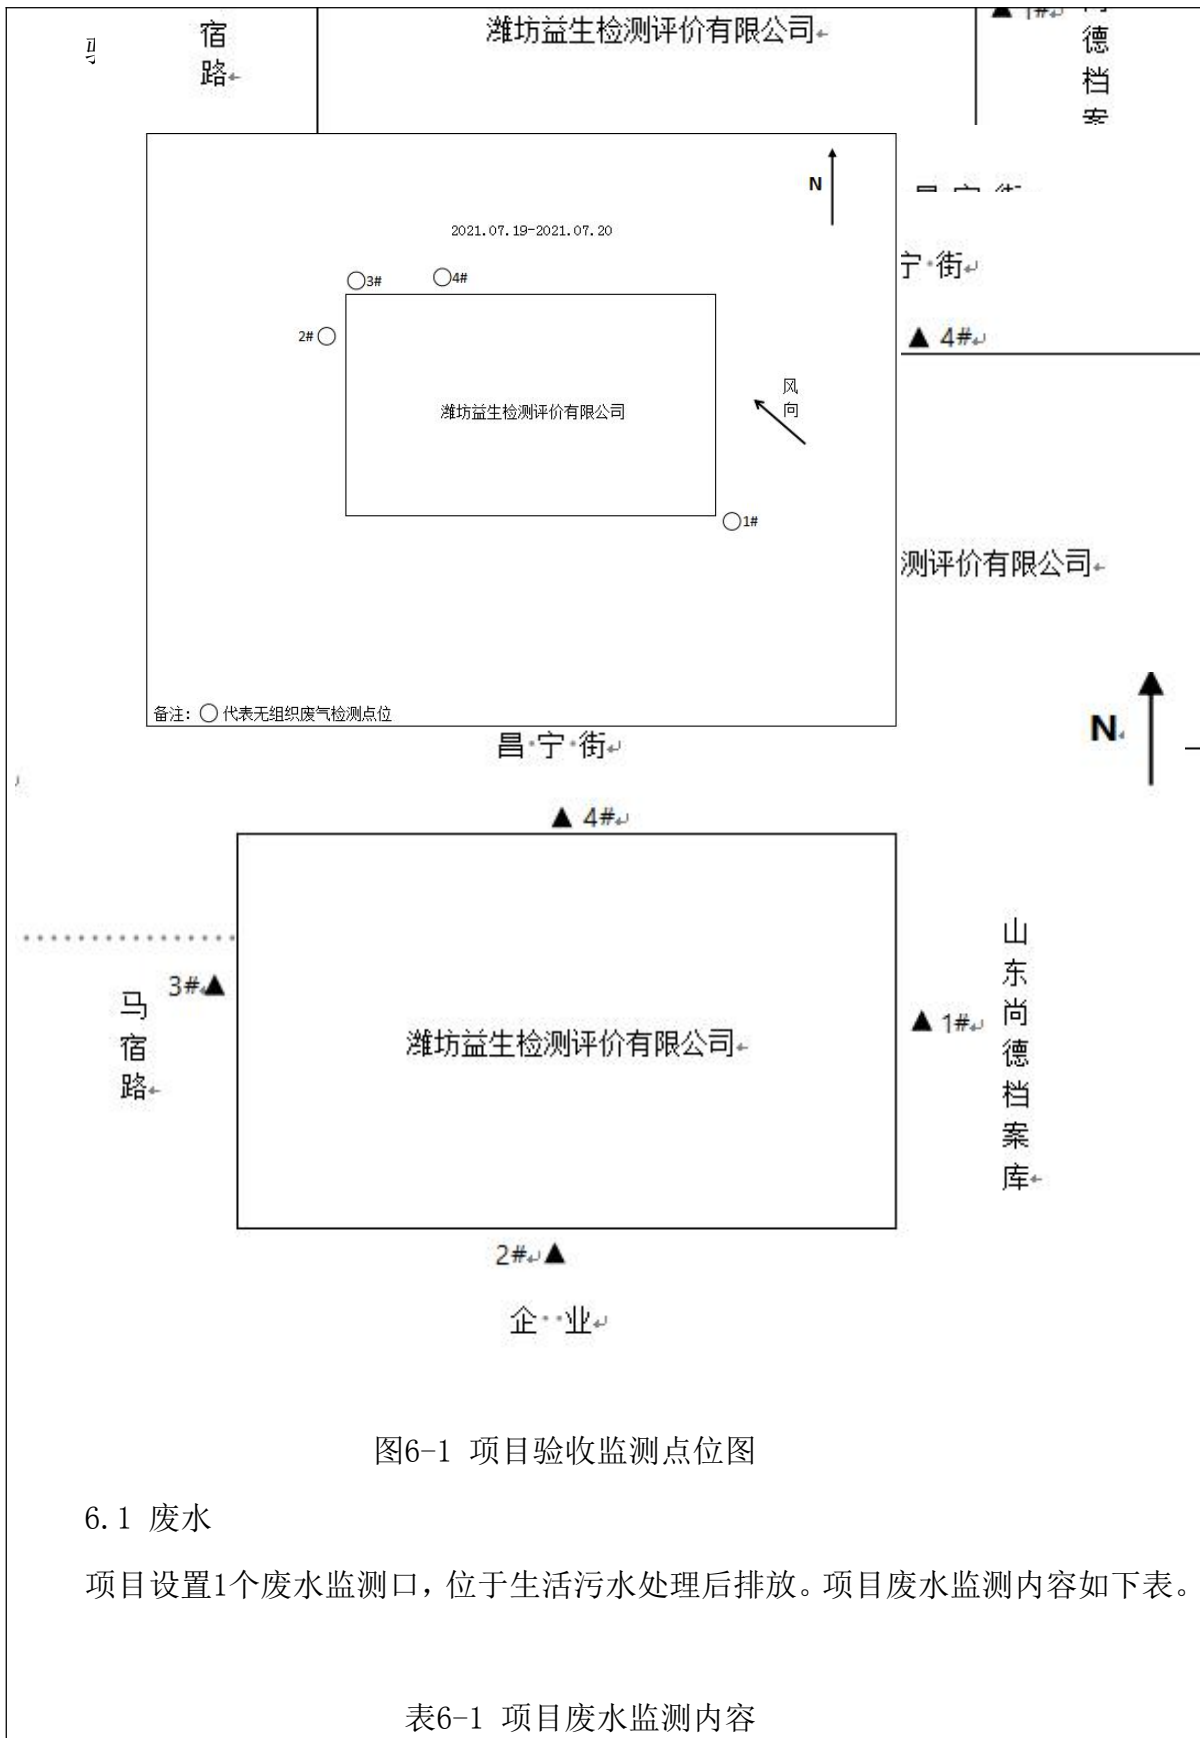 宿路
潍坊益生检测评价有限公司
德档
N
2021.07.19-2021.07.20
3#
4#
2#
潍坊益生检测评价有限公司
风向
1#
备注：○代表无组织废气检测点位
宁·街
▲ 4#
测评价有限公司
N
昌·宁·街
▲ 4#
马宿路
3#▲
潍坊益生检测评价有限公司
▲ 1#
山东尚德档案库
2#▲
企··业
图6-1 项目验收监测点位图
6.1 废水
项目设置1个废水监测口，位于生活污水处理后排放。项目废水监测内容如下表。
表6-1 项目废水监测内容